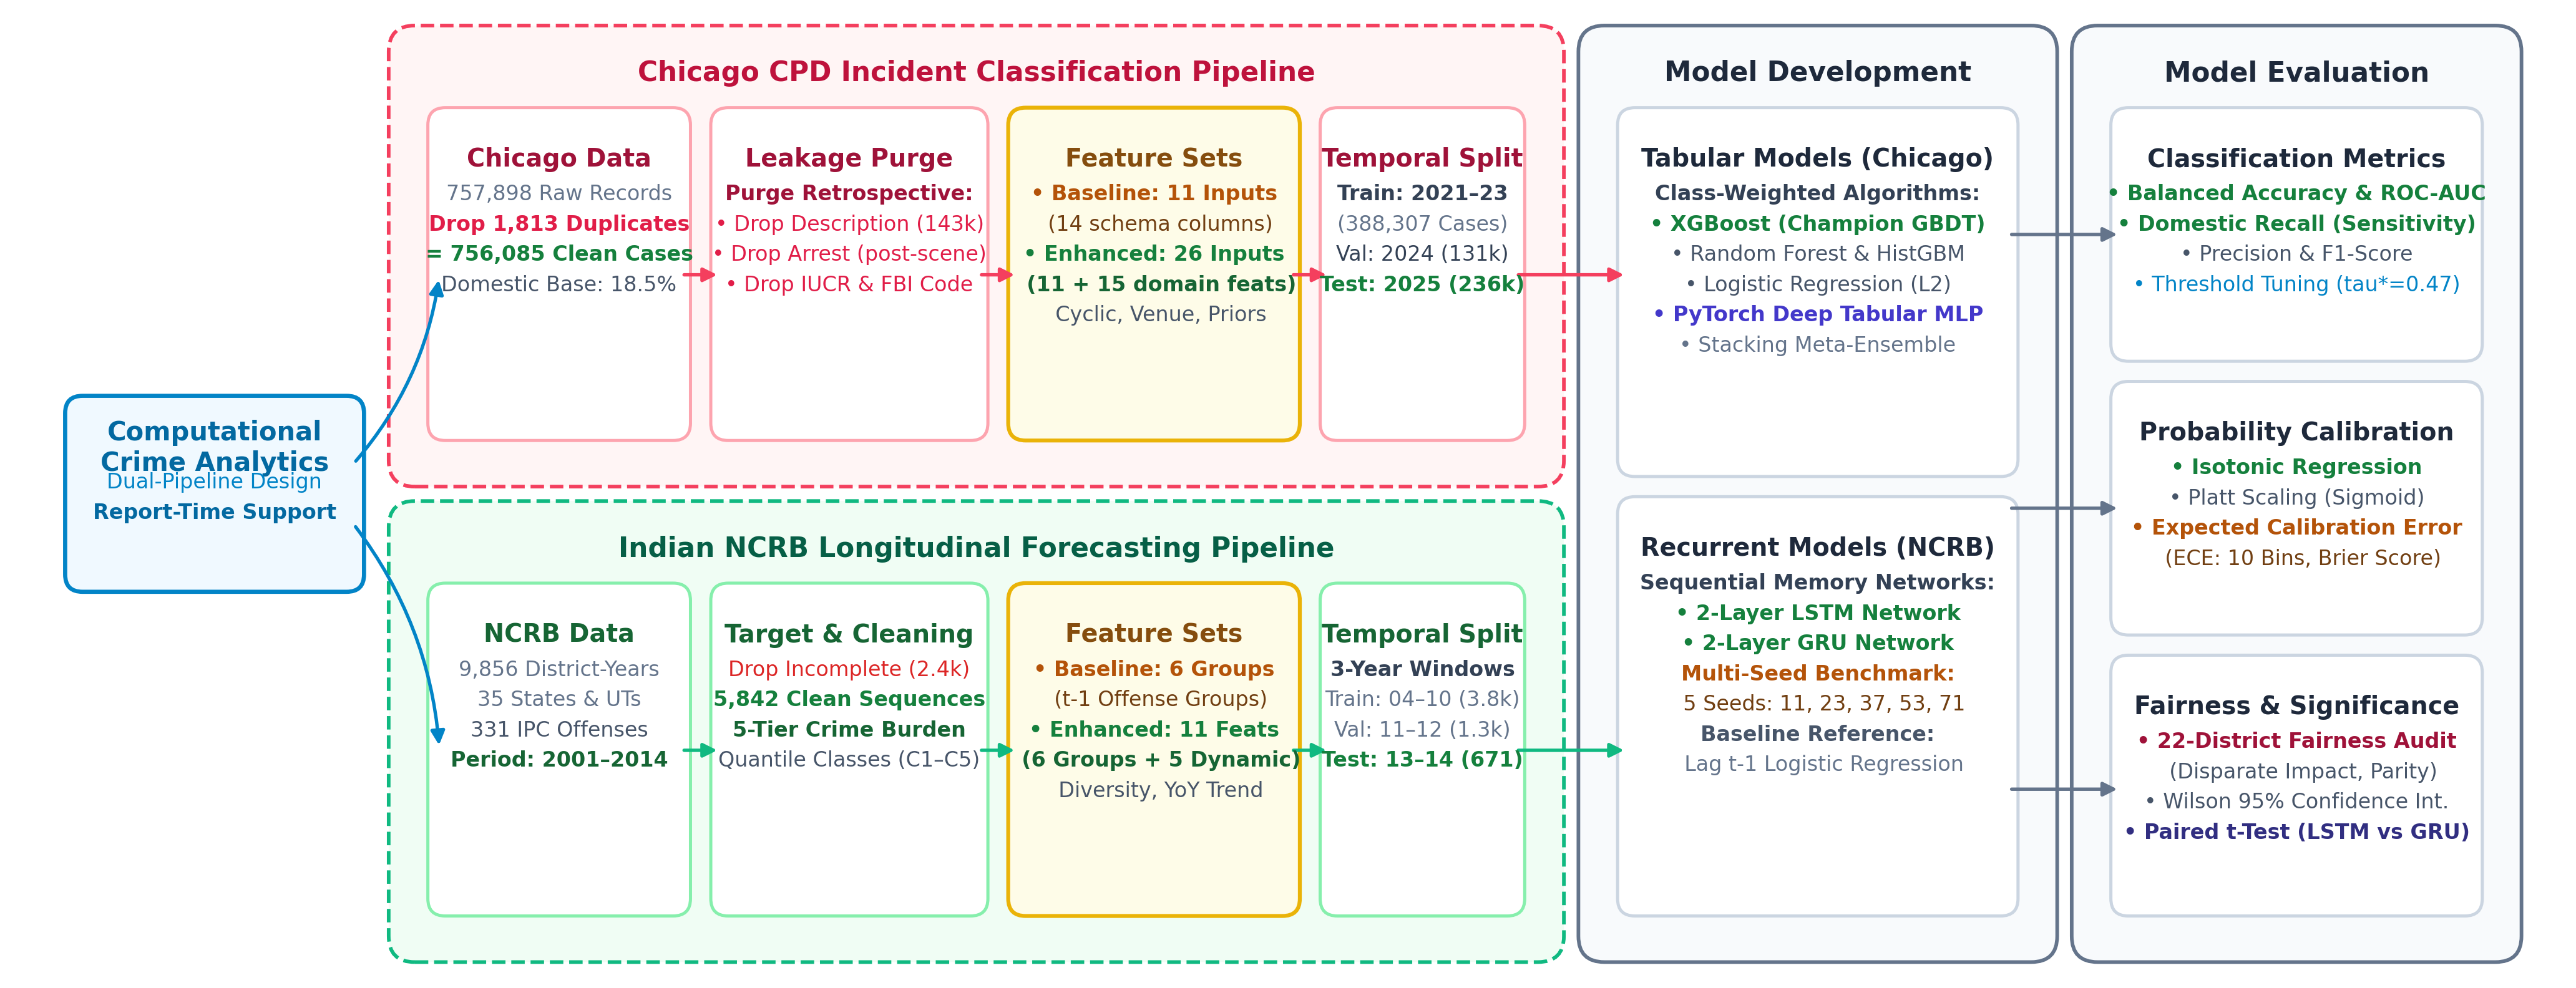 Computational
Crime Analytics
Dual-Pipeline Design
Report-Time Support
Chicago CPD Incident Classification Pipeline
Chicago Data
757,898 Raw Records
Drop 1,813 Duplicates
= 756,085 Clean Cases
Domestic Base: 18.5%
Leakage Purge
Purge Retrospective:
• Drop Description (143k)
• Drop Arrest (post-scene)
• Drop IUCR & FBI Code
Feature Sets
• Baseline: 11 Inputs
(14 schema columns)
• Enhanced: 26 Inputs
(11 + 15 domain feats)
Cyclic, Venue, Priors
Temporal Split
Train: 2021–23
(388,307 Cases)
Val: 2024 (131k)
Test: 2025 (236k)
Indian NCRB Longitudinal Forecasting Pipeline
NCRB Data
9,856 District-Years
35 States & UTs
331 IPC Offenses
Period: 2001–2014
Target & Cleaning
Drop Incomplete (2.4k)
5,842 Clean Sequences
5-Tier Crime Burden
Quantile Classes (C1–C5)
Feature Sets
• Baseline: 6 Groups
(t-1 Offense Groups)
• Enhanced: 11 Feats
(6 Groups + 5 Dynamic)
Diversity, YoY Trend
Temporal Split
3-Year Windows
Train: 04–10 (3.8k)
Val: 11–12 (1.3k)
Test: 13–14 (671)
Model Development
Tabular Models (Chicago)
Class-Weighted Algorithms:
• XGBoost (Champion GBDT)
• Random Forest & HistGBM
• Logistic Regression (L2)
• PyTorch Deep Tabular MLP
• Stacking Meta-Ensemble
Recurrent Models (NCRB)
Sequential Memory Networks:
• 2-Layer LSTM Network
• 2-Layer GRU Network
Multi-Seed Benchmark:
5 Seeds: 11, 23, 37, 53, 71
Baseline Reference:
Lag t-1 Logistic Regression
Model Evaluation
Classification Metrics
• Balanced Accuracy & ROC-AUC
• Domestic Recall (Sensitivity)
• Precision & F1-Score
• Threshold Tuning (tau*=0.47)
Probability Calibration
• Isotonic Regression
• Platt Scaling (Sigmoid)
• Expected Calibration Error
(ECE: 10 Bins, Brier Score)
Fairness & Significance
• 22-District Fairness Audit
(Disparate Impact, Parity)
• Wilson 95% Confidence Int.
• Paired t-Test (LSTM vs GRU)